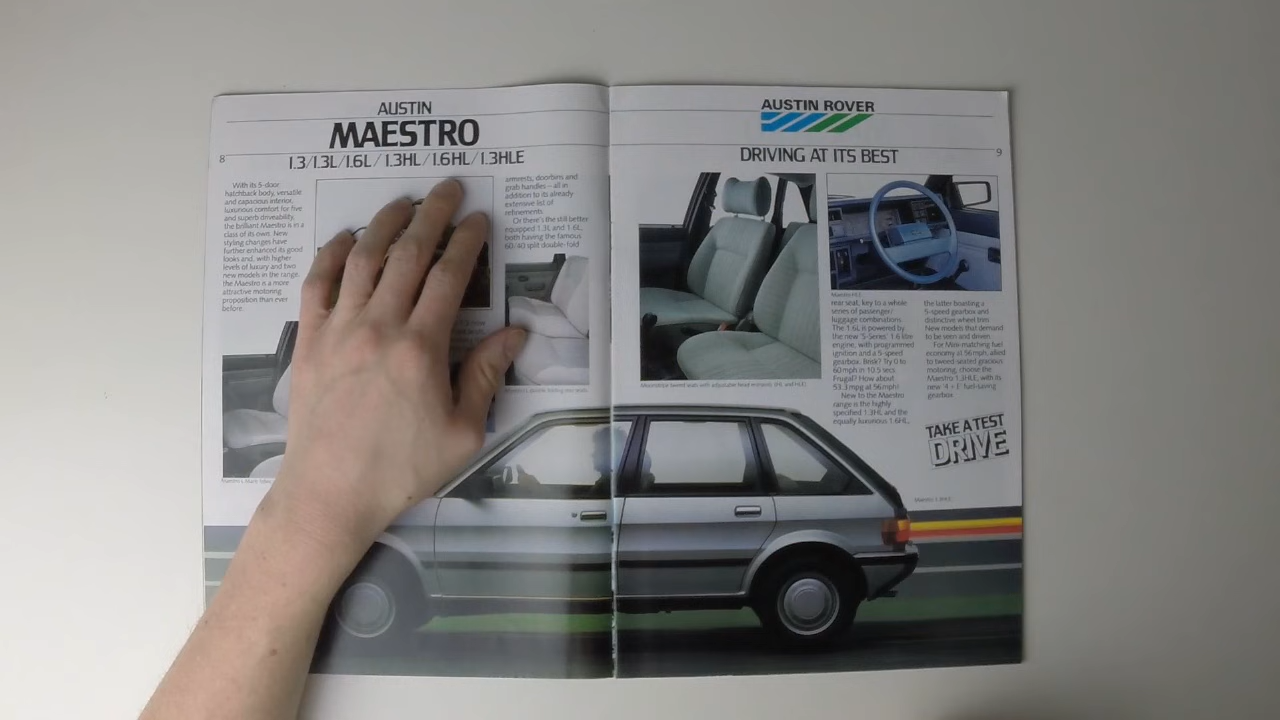 AUSTIN
MAESTRO
1.3/1.3L/1.6L/1.3HL/1.6HL/1.3HLE
8
With its 5-door
hatchback body, versatile
and capacious interior,
luxurious comfort for five
and superb driveability,
the brilliant Maestro is in a
class of its own. New
styling changes have
further enhanced its good
looks and, with higher
levels of luxury and two
new models in the range,
the Maestro is a more
attractive motoring
proposition than ever
before.
armrests, doorbins and
grab handles – all in
addition to its already
extensive list of
refinements.
Or there's the still better
equipped 1.3L and 1.6L,
both having the famous
60/40 split double-fold
AUSTIN ROVER
DRIVING AT ITS BEST
9
Maestro HLE
rear seat, key to a whole
series of passenger/
luggage combinations.
The 1.6L is powered by
the new 'S-Series' 1.6 litre
engine, with programmed
ignition and a 5-speed
gearbox. Brisk? Try 0 to
60 mph in 10.5 secs.
Frugal? How about
53.3 mpg at 56 mph!
New to the Maestro
range is the highly
specified 1.3HL and the
equally luxurious 1.6HL,
the latter boasting a
5-speed gearbox and
distinctive wheel trims.
New models that demand
to be seen and driven.
For Mini-matching fuel
economy at 56 mph, allied
to tweed-seated gracious
motoring, choose the
Maestro 1.3HLE, with its
new '4 + E' fuel-saving
gearbox.
TAKE A TEST
DRIVE